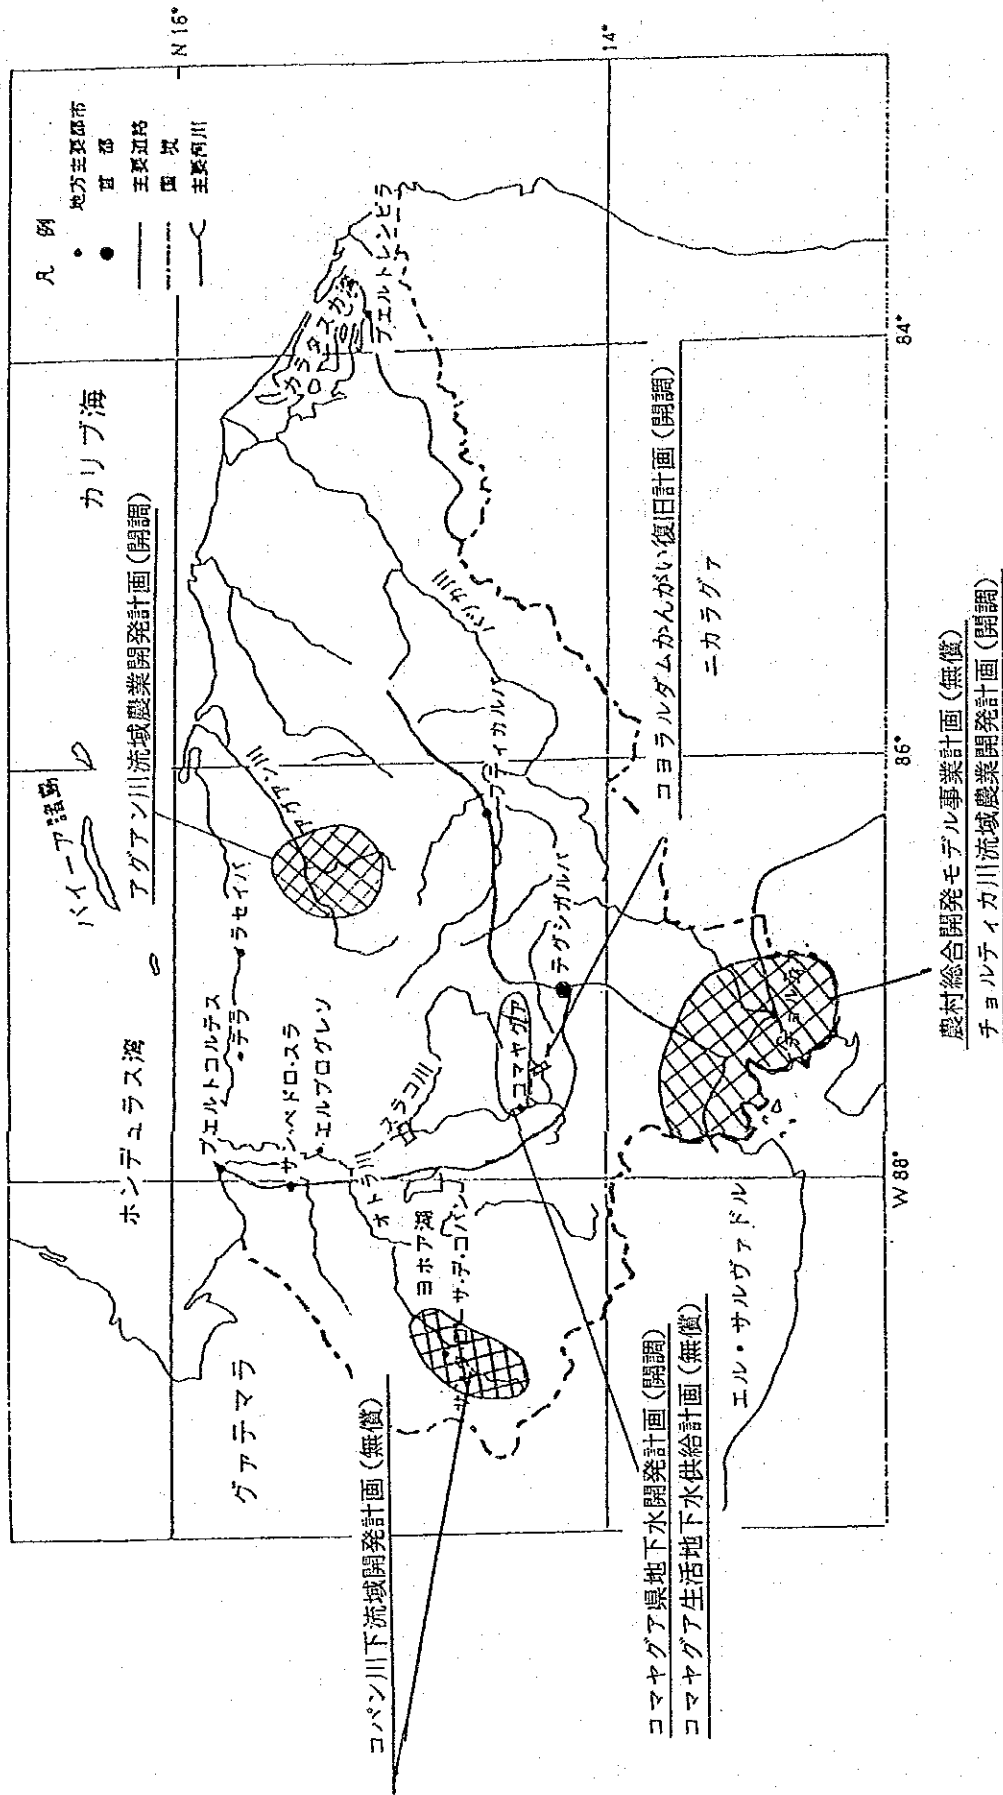 凡例
地方主要都市
首都
主要道路
国境
主要河川
N 16°
14°
84°
86°
W 88°
カリブ海
バイーア諸島
ホンデュラス湾
アグアン川流域農業開発計画(開調)
プエルトコルテス
テラ
ラセイバ
サン・ペドロ・スラ
エルプログレソ
アグアン川
カラタスカ湾
プエルトレンピラ
パツカ川
フティカルパ
テグシガルパ
コマヤグア
スラコ川
オトラ川
ヨホア湖
サンタ・ローサ・デ・コパン
グァテマラ
エル・サルヴァドル
ニカラグァ
コパン川下流域開発計画(無償)
コヨラルダムかんがい復旧計画(開調)
コマヤグア県地下水開発計画(開調)
コマヤグア生活地下水供給計画(無償)
農村総合開発モデル事業計画(無償)
チョルティカ川流域農業開発計画(開調)